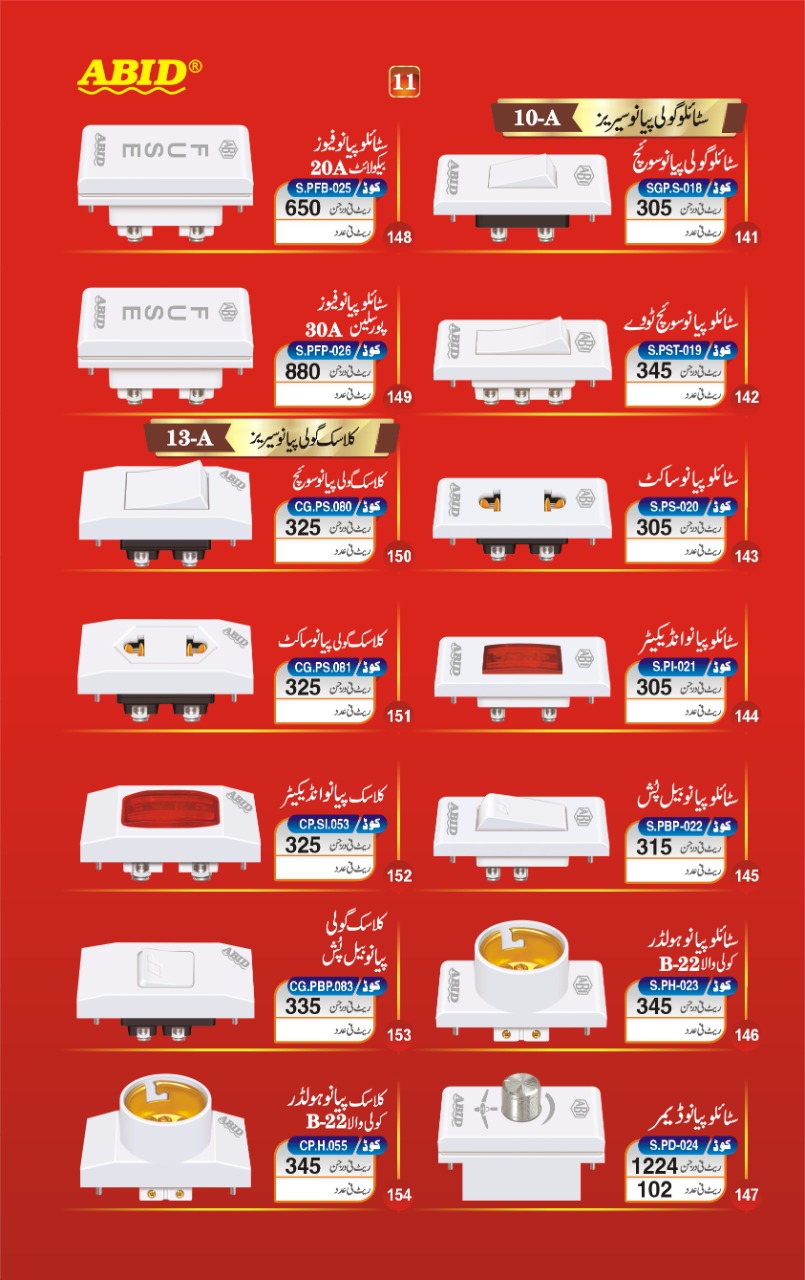 ABID®
11
سٹائلو گولی پیانو سیریز 10-A
سٹائلو گولی پیانو سوئچ
کوڈ/ SGP.S-018
ریٹ فی درجن 305
ریٹ فی عدد
141
سٹائلو پیانو سوئچ ٹووے
کوڈ/ S.PST-019
ریٹ فی درجن 345
ریٹ فی عدد
142
سٹائلو پیانو ساکٹ
کوڈ/ S.PS-020
ریٹ فی درجن 305
ریٹ فی عدد
143
سٹائلو پیانو انڈیکیٹر
کوڈ/ S.PI-021
ریٹ فی درجن 305
ریٹ فی عدد
144
سٹائلو پیانو بیل پُش
کوڈ/ S.PBP-022
ریٹ فی درجن 315
ریٹ فی عدد
145
سٹائلو پیانو ہولڈر
کولی والا B-22
کوڈ/ S.PH-023
ریٹ فی درجن 345
ریٹ فی عدد
146
سٹائلو پیانو ڈیمر
کوڈ/ S.PD-024
ریٹ فی درجن 1224
ریٹ فی عدد 102
147
سٹائلو پیانو فیوز
بیکولائٹ 20A
کوڈ/ S.PFB-025
ریٹ فی درجن 650
ریٹ فی عدد
148
ABID FUSE
سٹائلو پیانو فیوز
پورسلین 30A
کوڈ/ S.PFP-026
ریٹ فی درجن 880
ریٹ فی عدد
149
ABID FUSE
کلاسک گولی پیانو سیریز 13-A
کلاسک گولی پیانو سوئچ
کوڈ/ CG.PS.080
ریٹ فی درجن 325
ریٹ فی عدد
150
کلاسک گولی پیانو ساکٹ
کوڈ/ CG.PS.081
ریٹ فی درجن 325
ریٹ فی عدد
151
کلاسک پیانو انڈیکیٹر
کوڈ/ CP.SI.053
ریٹ فی درجن 325
ریٹ فی عدد
152
کلاسک گولی
پیانو بیل پُش
کوڈ/ CG.PBP.083
ریٹ فی درجن 335
ریٹ فی عدد
153
کلاسک پیانو ہولڈر
کولی والا B-22
کوڈ/ CP.H.055
ریٹ فی درجن 345
ریٹ فی عدد
154